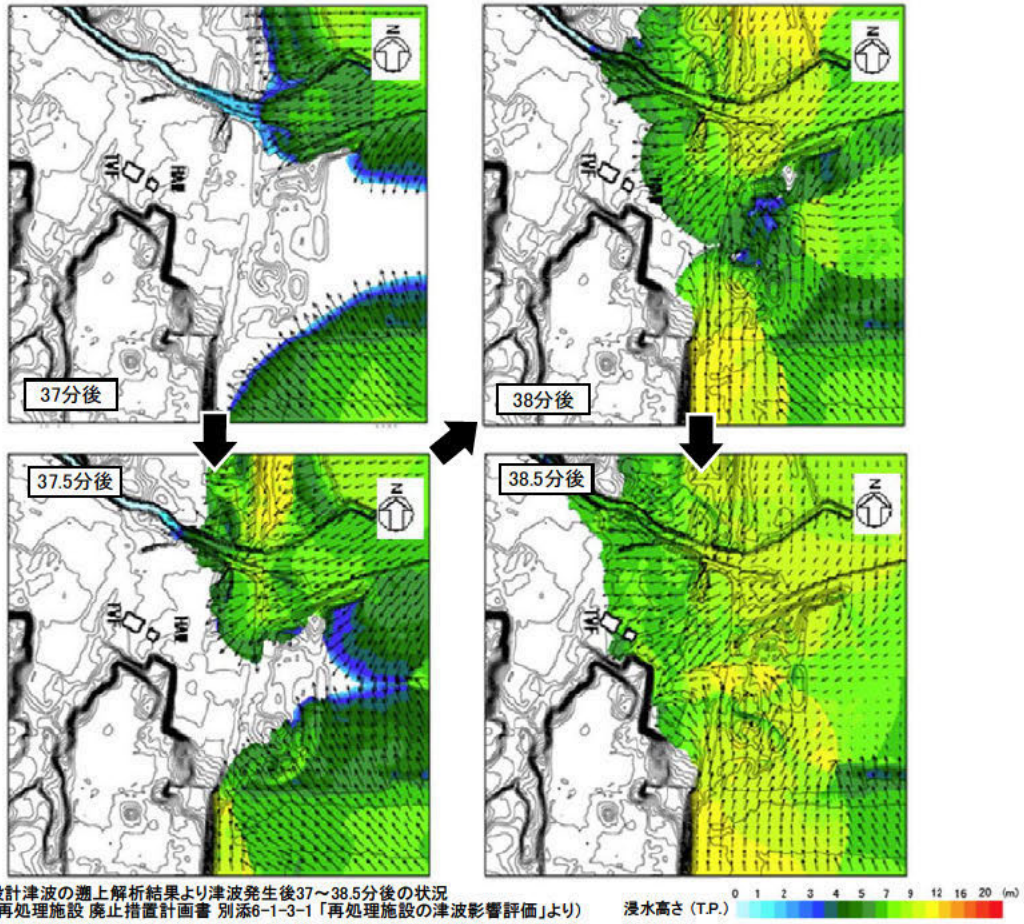 37分後
N
TVF
HAW
38分後
N
TVF
37.5分後
N
TVF
HAW
38.5分後
N
TVF
設計津波の遡上解析結果より津波発生後37～38.5分後の状況
再処理施設 廃止措置計画書 別添6-1-3-1「再処理施設の津波影響評価」より)
浸水高さ (T.P.)
0 1 2 3 4 5 6 7 8 9 12 16 20 (m)